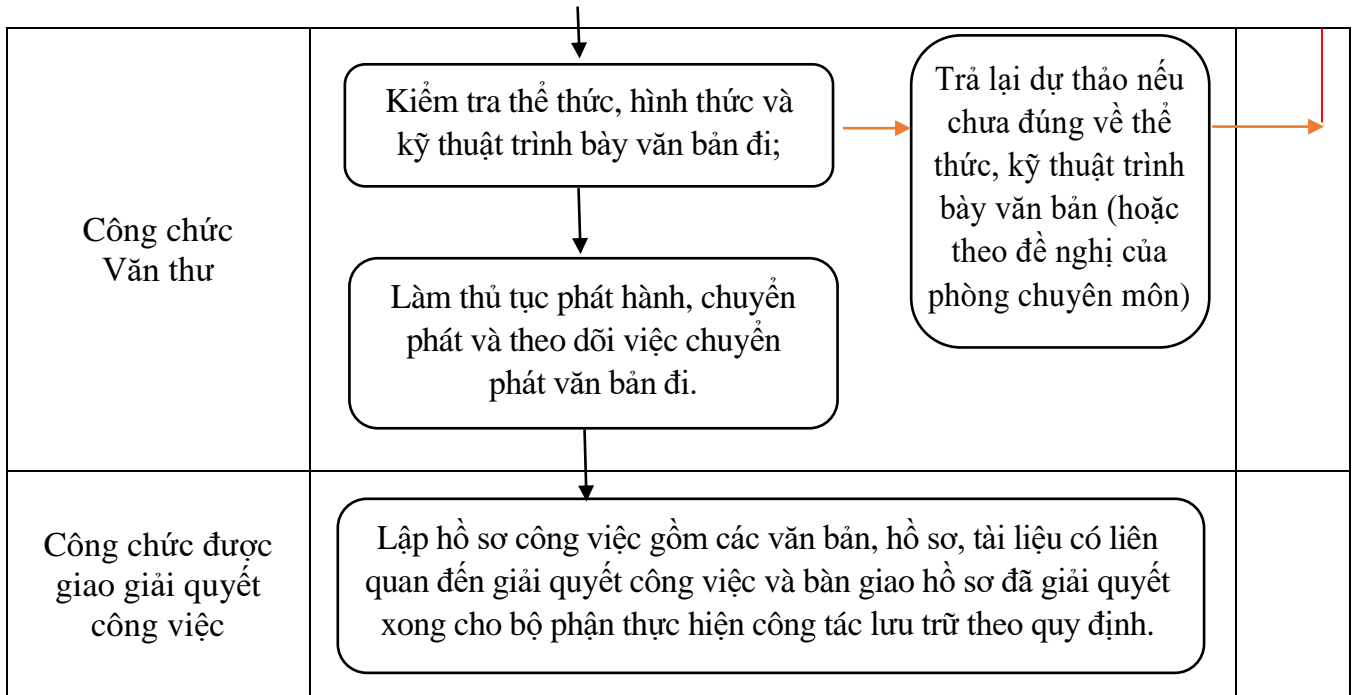 Công chức
Văn thư
Kiểm tra thể thức, hình thức và
kỹ thuật trình bày văn bản đi;
Trả lại dự thảo nếu
chưa đúng về thể
thức, kỹ thuật trình
bày văn bản (hoặc
theo đề nghị của
phòng chuyên môn)
Làm thủ tục phát hành, chuyển
phát và theo dõi việc chuyển
phát văn bản đi.
Công chức được
giao giải quyết
công việc
Lập hồ sơ công việc gồm các văn bản, hồ sơ, tài liệu có liên
quan đến giải quyết công việc và bàn giao hồ sơ đã giải quyết
xong cho bộ phận thực hiện công tác lưu trữ theo quy định.